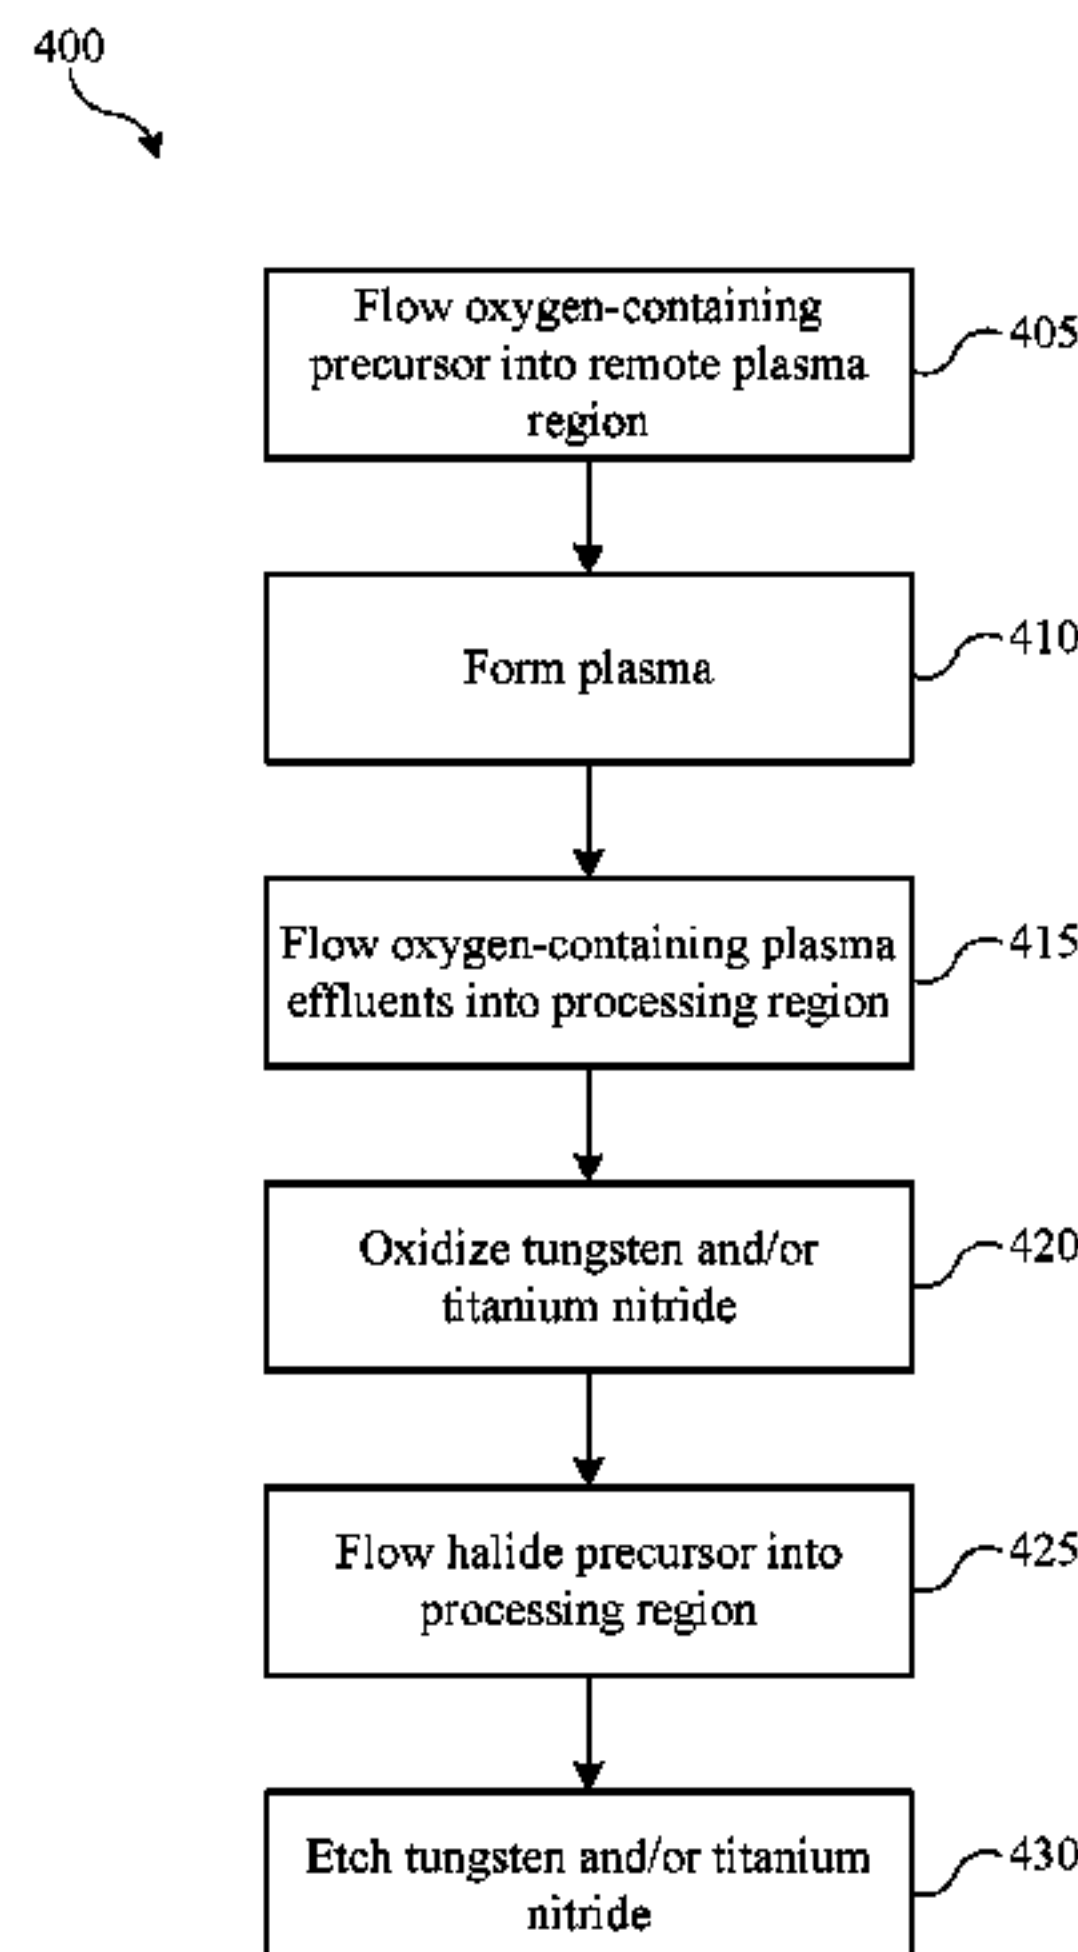 400
Flow oxygen-containing
precursor into remote plasma
region
405
Form plasma
410
Flow oxygen-containing plasma
effluents into processing region
415
Oxidize tungsten and/or
titanium nitride
420
Flow halide precursor into
processing region
425
Etch tungsten and/or titanium
nitride
430